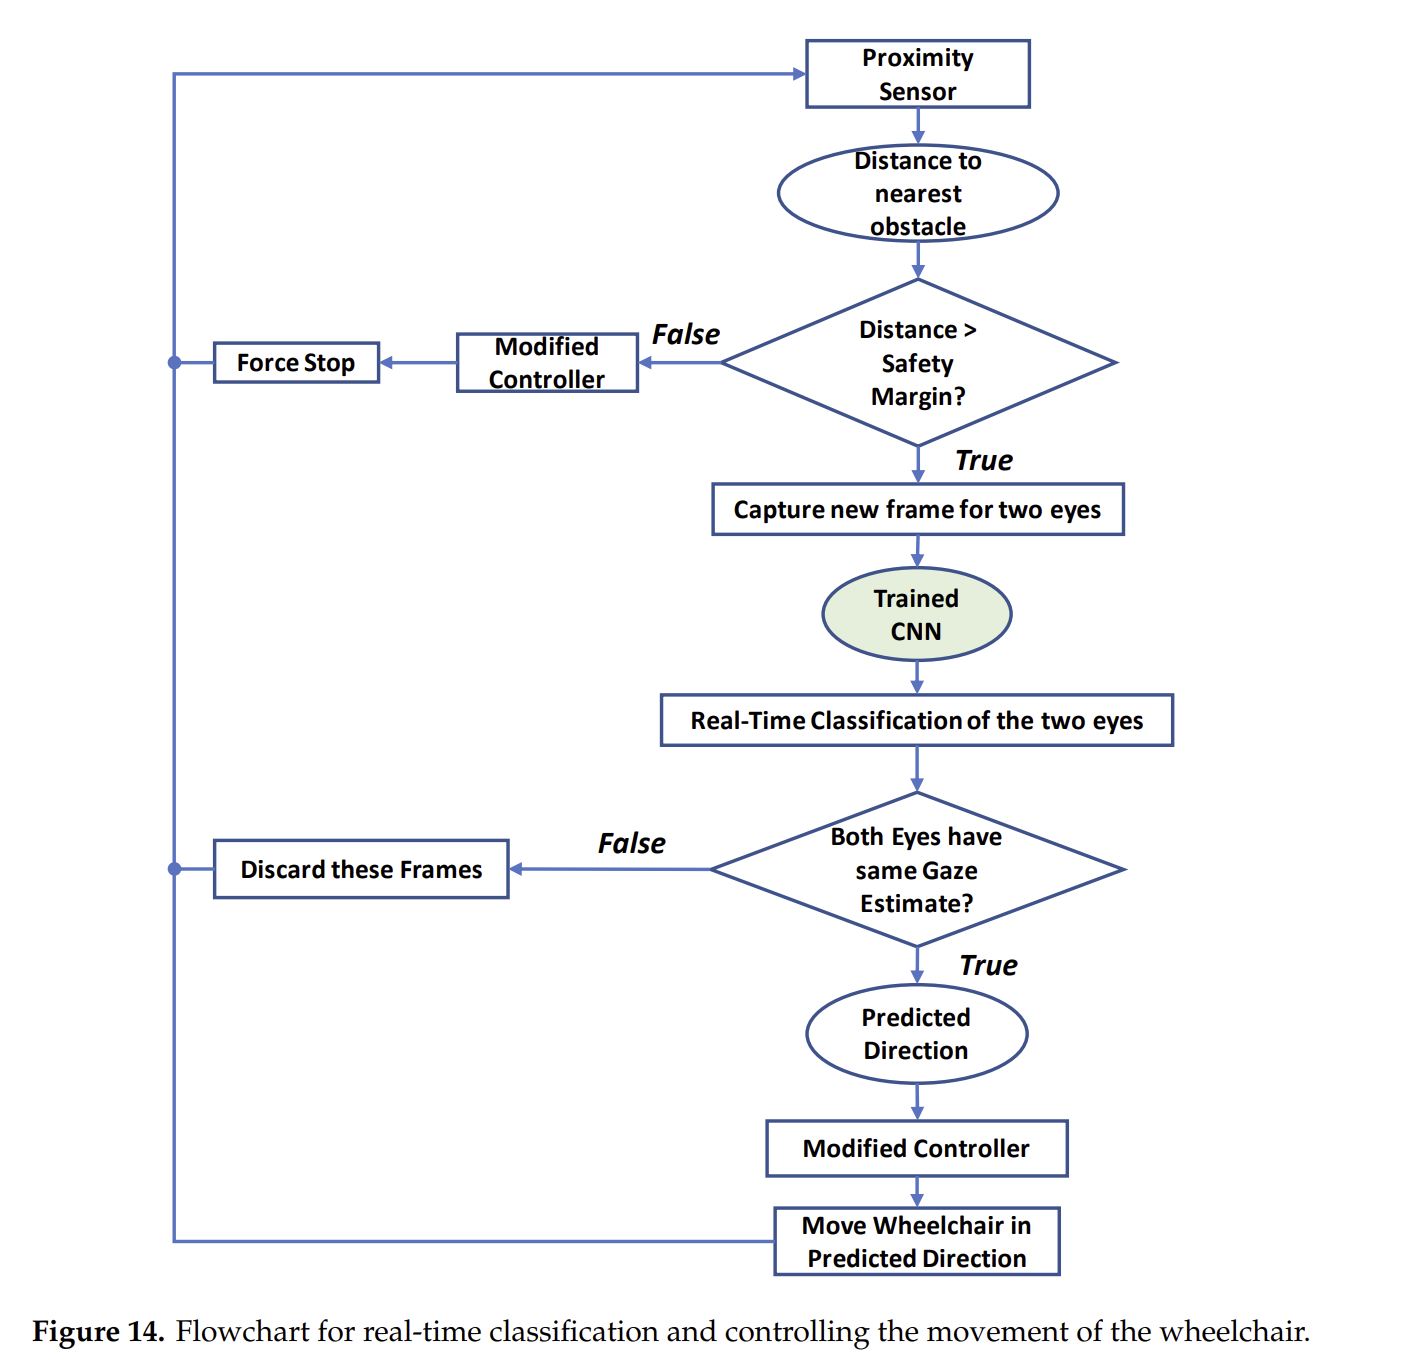 Proximity
Sensor
Distance to
nearest
obstacle
Distance >
Safety
Margin?
False
Modified
Controller
Force Stop
True
Capture new frame for two eyes
Trained
CNN
Real-Time Classification of the two eyes
Both Eyes have
same Gaze
Estimate?
False
Discard these Frames
True
Predicted
Direction
Modified Controller
Move Wheelchair in
Predicted Direction
Figure 14. Flowchart for real-time classification and controlling the movement of the wheelchair.